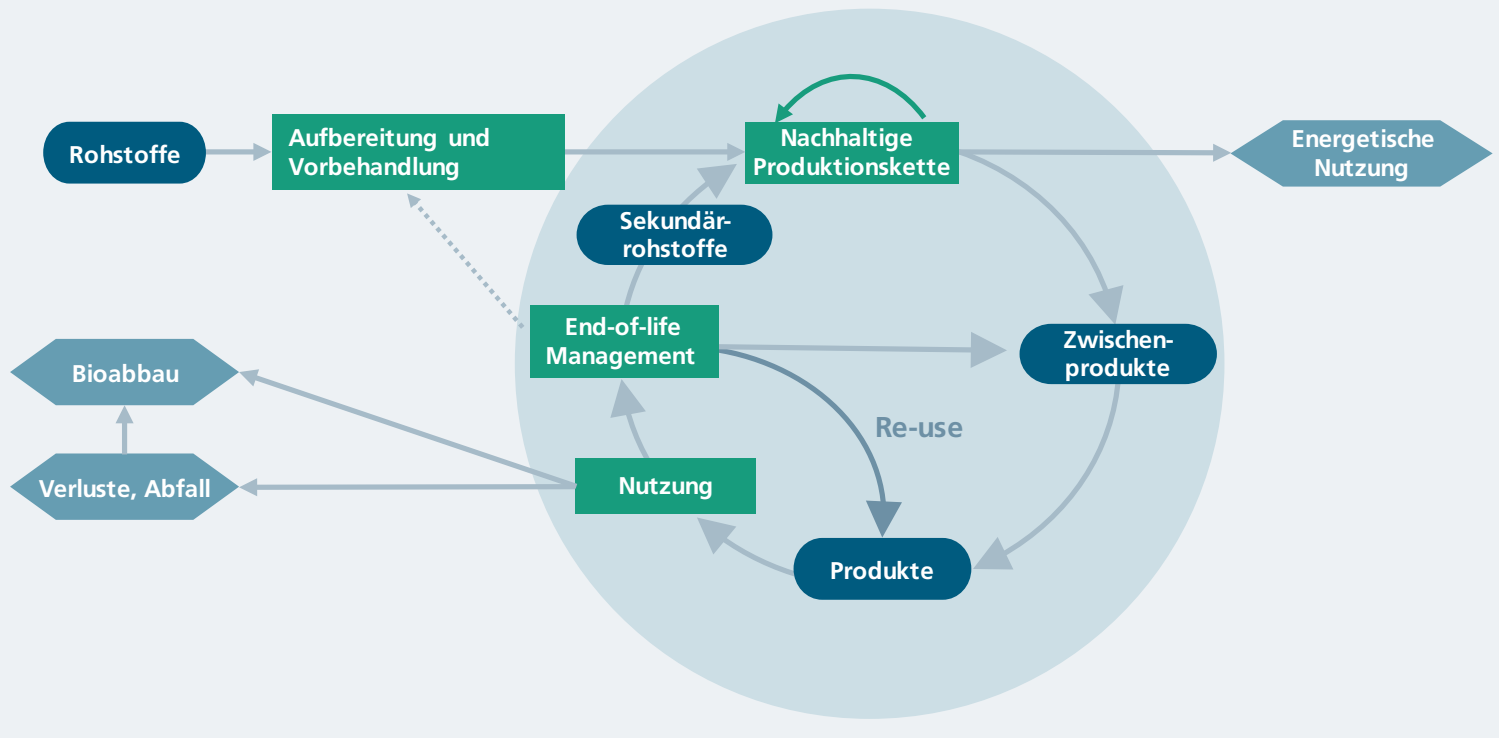 Rohstoffe
Aufbereitung und
Vorbehandlung
Nachhaltige
Produktionskette
Energetische
Nutzung
Sekundär-
rohstoffe
End-of-life
Management
Zwischen-
produkte
Bioabbau
Re-use
Verluste, Abfall
Nutzung
Produkte